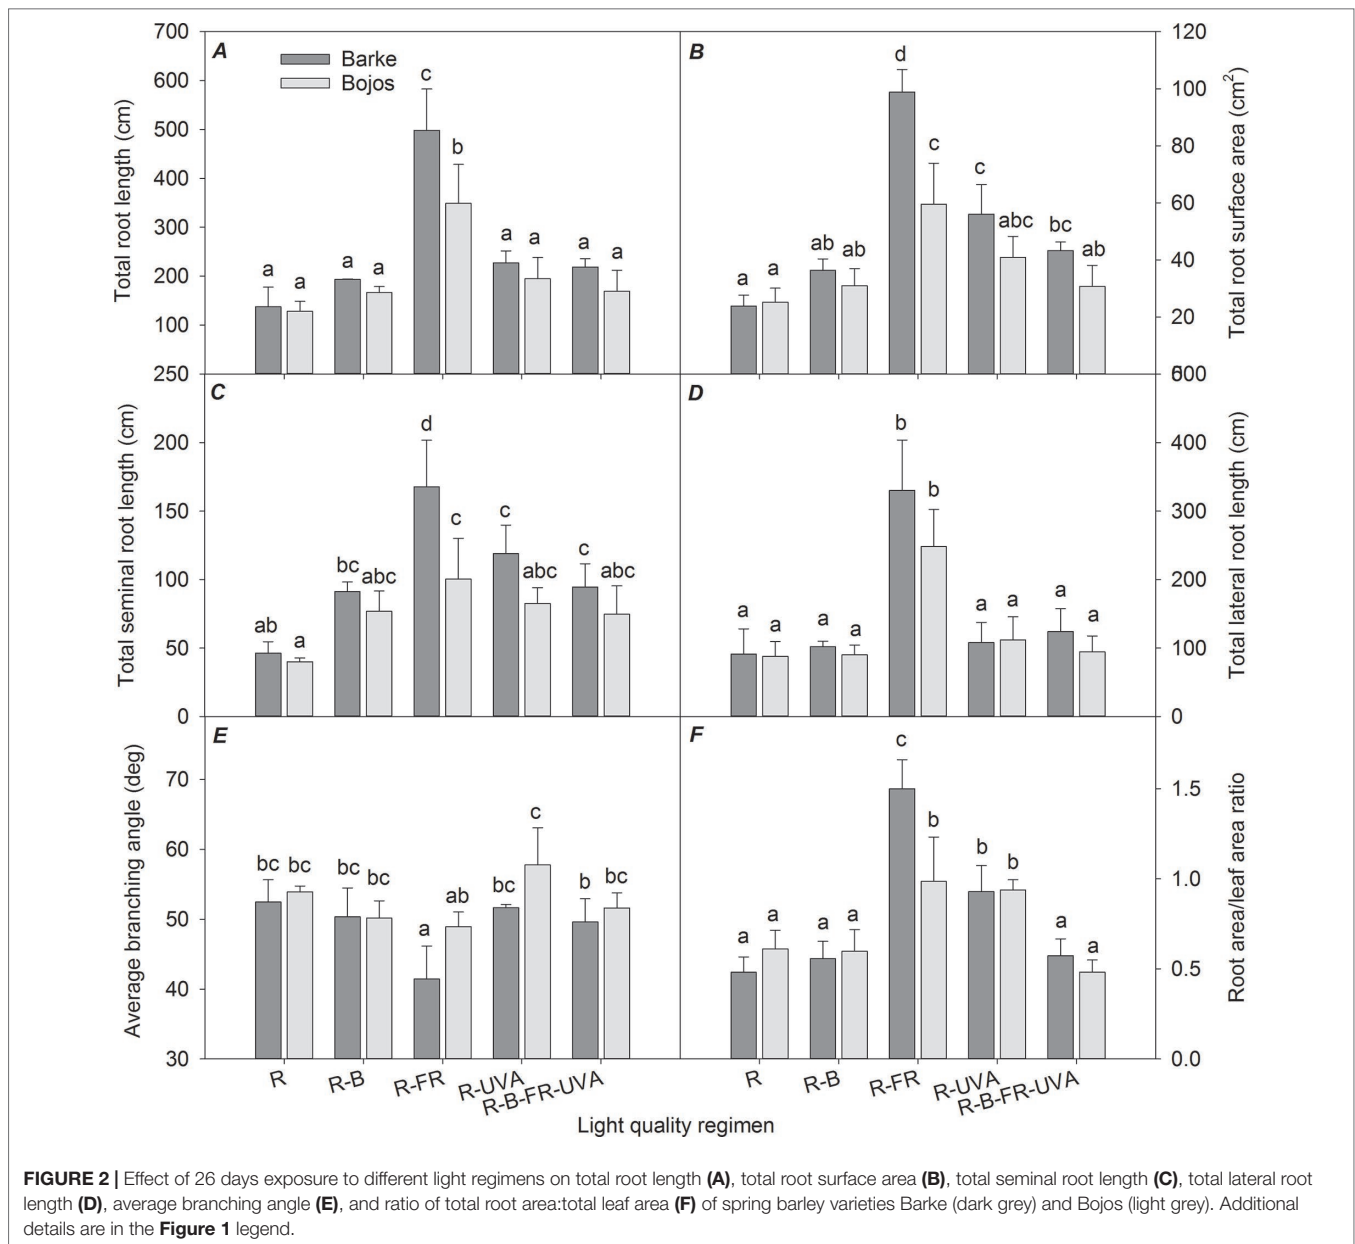 A
Barke
Bojos
Total root length (cm)
700
600
500
400
300
200
100
c
b
a a a a a a a a
B
Total root surface area (cm²)
120
100
80
60
40
20
d
c
c
abc
bc
ab ab ab
a a
C
Total seminal root length (cm)
250
200
150
100
50
0
d
c c
bc abc abc c abc
ab a
D
Total lateral root length (cm)
600
400
300
200
100
0
b
b
a a a a a a a a
E
Average branching angle (deg)
70
60
50
40
30
bc bc bc bc a ab bc c b bc
F
Root area/leaf area ratio
1.5
1.0
0.5
0.0
a a a a c b b b a a
R R-B R-FR R-UVA R-B-FR-UVA
R R-B R-FR R-UVA R-B-FR-UVA
Light quality regimen
FIGURE 2 | Effect of 26 days exposure to different light regimens on total root length (A), total root surface area (B), total seminal root length (C), total lateral root
length (D), average branching angle (E), and ratio of total root area:total leaf area (F) of spring barley varieties Barke (dark grey) and Bojos (light grey). Additional
details are in the Figure 1 legend.